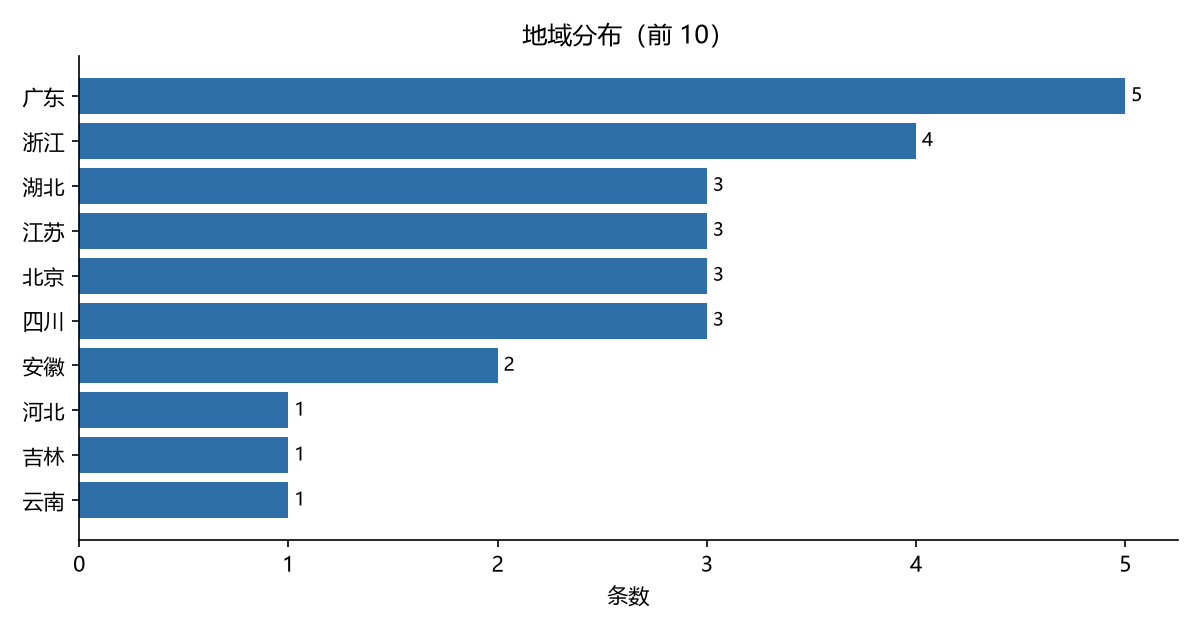 地域分布（前 10）
广东 5
浙江 4
湖北 3
江苏 3
北京 3
四川 3
安徽 2
河北 1
吉林 1
云南 1
0 1 2 3 4 5
条数